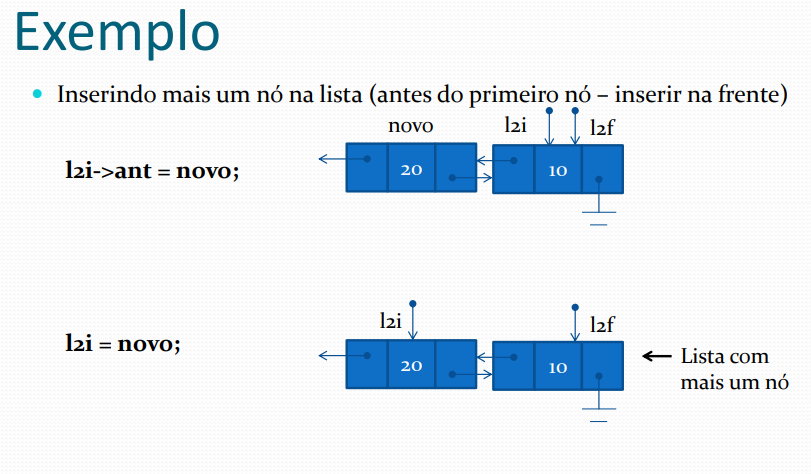 Exemplo
Inserindo mais um nó na lista (antes do primeiro nó – inserir na frente)
novo
l2i
l2f
l2i->ant = novo;
20
10
l2i
l2f
l2i = novo;
20
10
Lista com
mais um nó